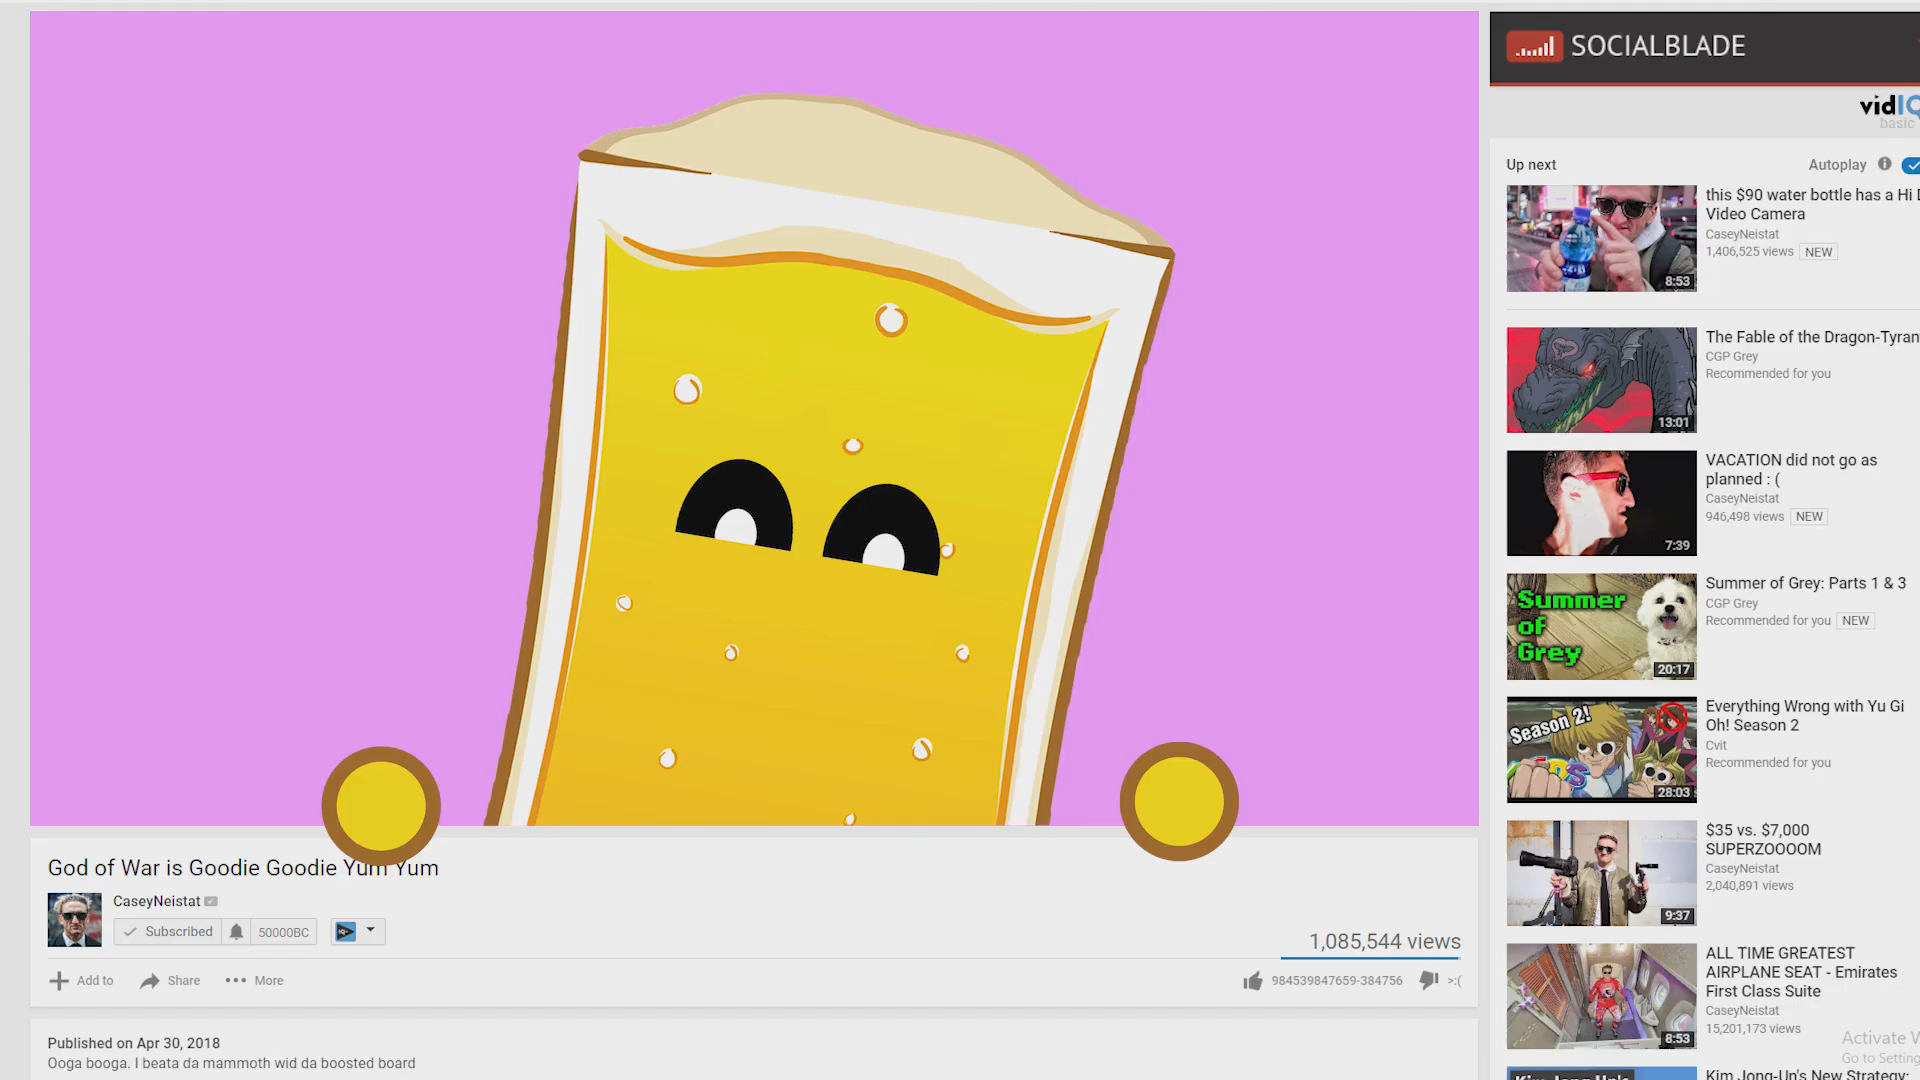 God of War is Goodie Goodie Yum Yum
CaseyNeistat
Subscribed
50000BC
1,085,544 views
Add to
Share
More
984539847659-384756
>:(
Published on Apr 30, 2018
Ooga booga. I beata da mammoth wid da boosted board
SOCIALBLADE
vidIQ
basic
Up next
Autoplay
this $90 water bottle has a Hi D
Video Camera
CaseyNeistat
1,406,525 views NEW
8:53
The Fable of the Dragon-Tyran
CGP Grey
Recommended for you
13:01
VACATION did not go as
planned : (
CaseyNeistat
946,498 views NEW
7:39
Summer of Grey: Parts 1 & 3
CGP Grey
Recommended for you NEW
Summer
of
Grey
20:17
Everything Wrong with Yu Gi
Oh! Season 2
Cvit
Recommended for you
Season 2!
28:03
$35 vs. $7,000
SUPERZOOOOM
CaseyNeistat
2,040,891 views
9:37
ALL TIME GREATEST
AIRPLANE SEAT - Emirates
First Class Suite
CaseyNeistat
15,201,173 views
8:53
Activate W
Go to Setting
Kim Jong-Un's New Strategy:
Kim Jong-Un's